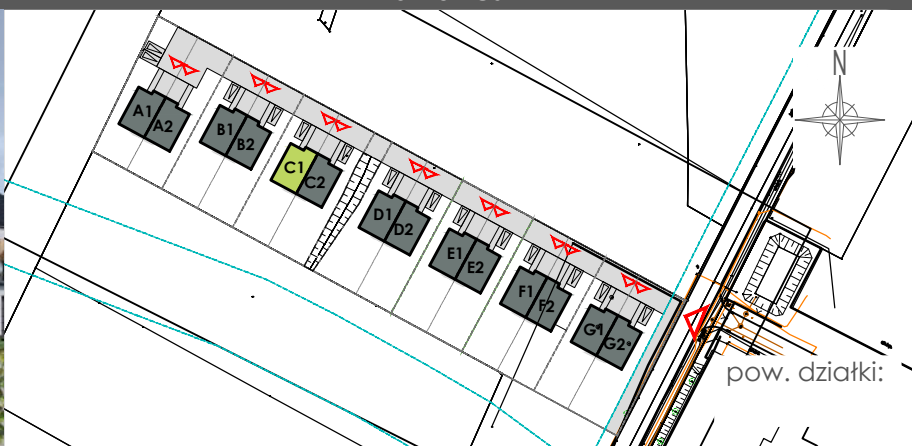 N
A1 A2
B1 B2
C1 C2
D1 D2
E1 E2
F1 F2
G1 G2
pow. działki: